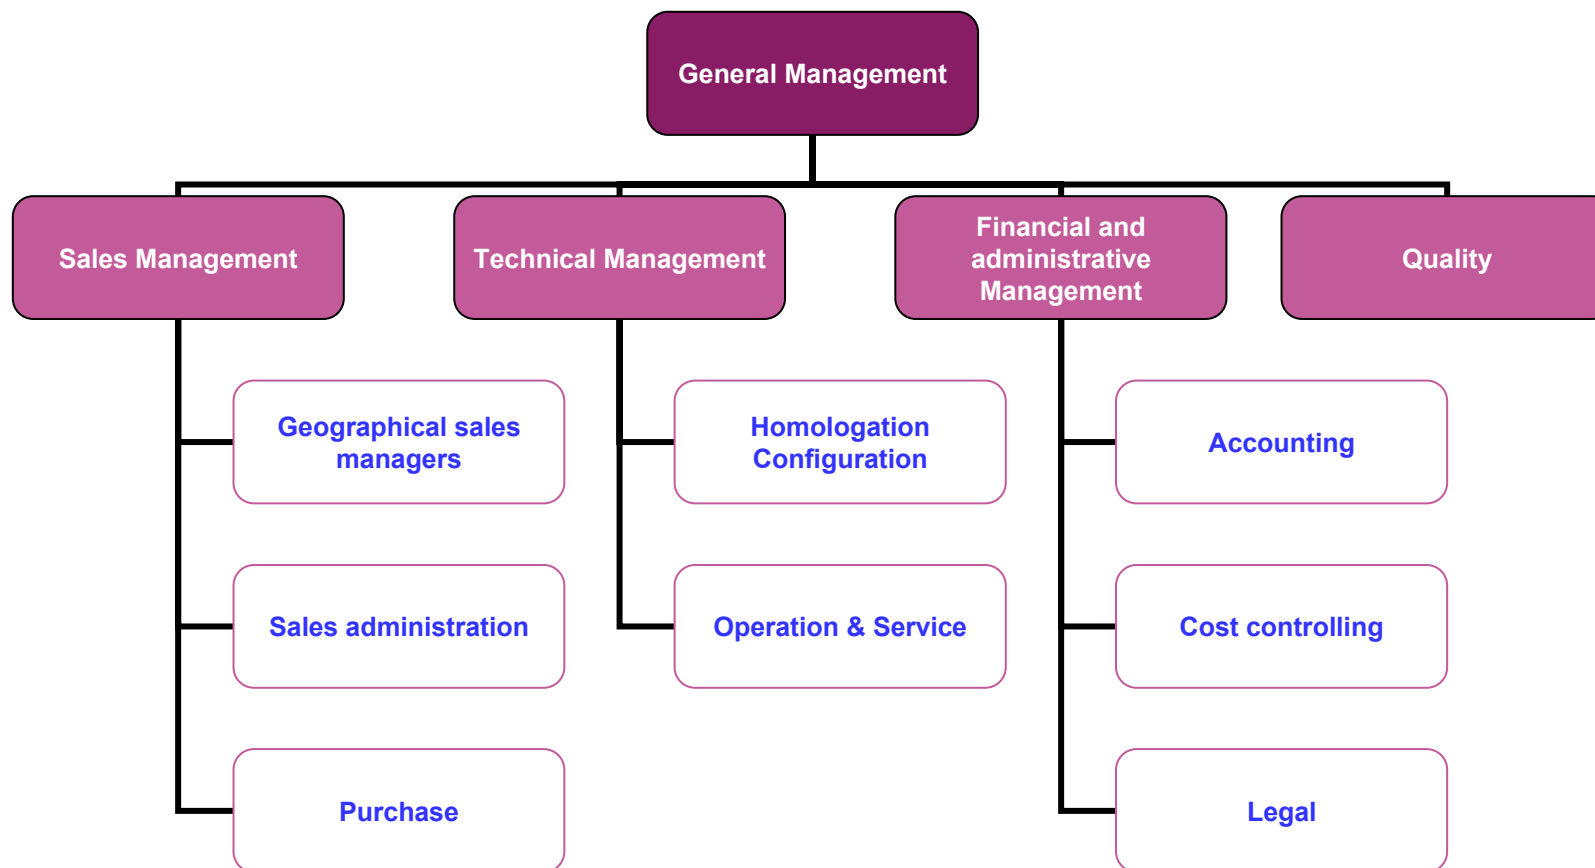 General Management
Sales Management
Technical Management
Financial and
administrative
Management
Quality
Geographical sales
managers
Homologation
Configuration
Accounting
Sales administration
Operation & Service
Cost controlling
Purchase
Legal